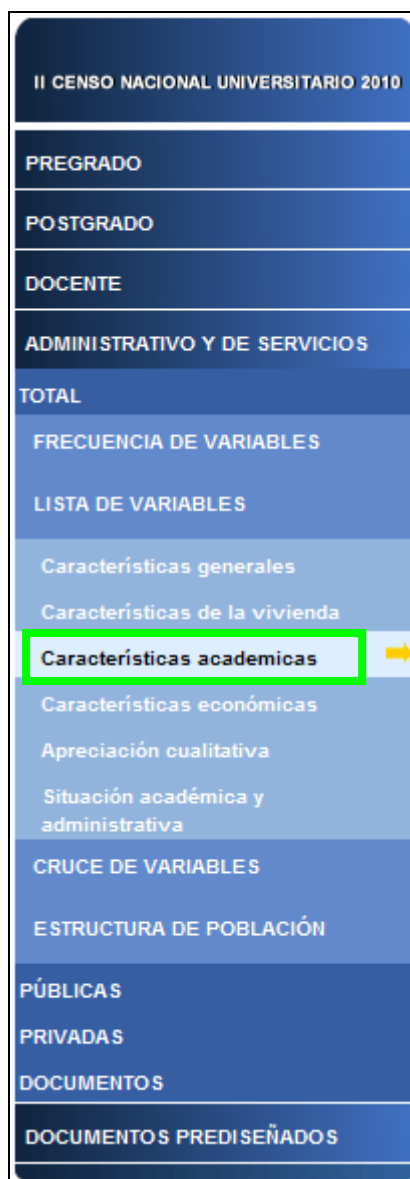 II CENSO NACIONAL UNIVERSITARIO 2010
PREGRADO
POSTGRADO
DOCENTE
ADMINISTRATIVO Y DE SERVICIOS
TOTAL
FRECUENCIA DE VARIABLES
LISTA DE VARIABLES
Características generales
Características de la vivienda
Características academicas
Características económicas
Apreciación cualitativa
Situación académica y
administrativa
CRUCE DE VARIABLES
ESTRUCTURA DE POBLACIÓN
PÚBLICAS
PRIVADAS
DOCUMENTOS
DOCUMENTOS PREDISEÑADOS